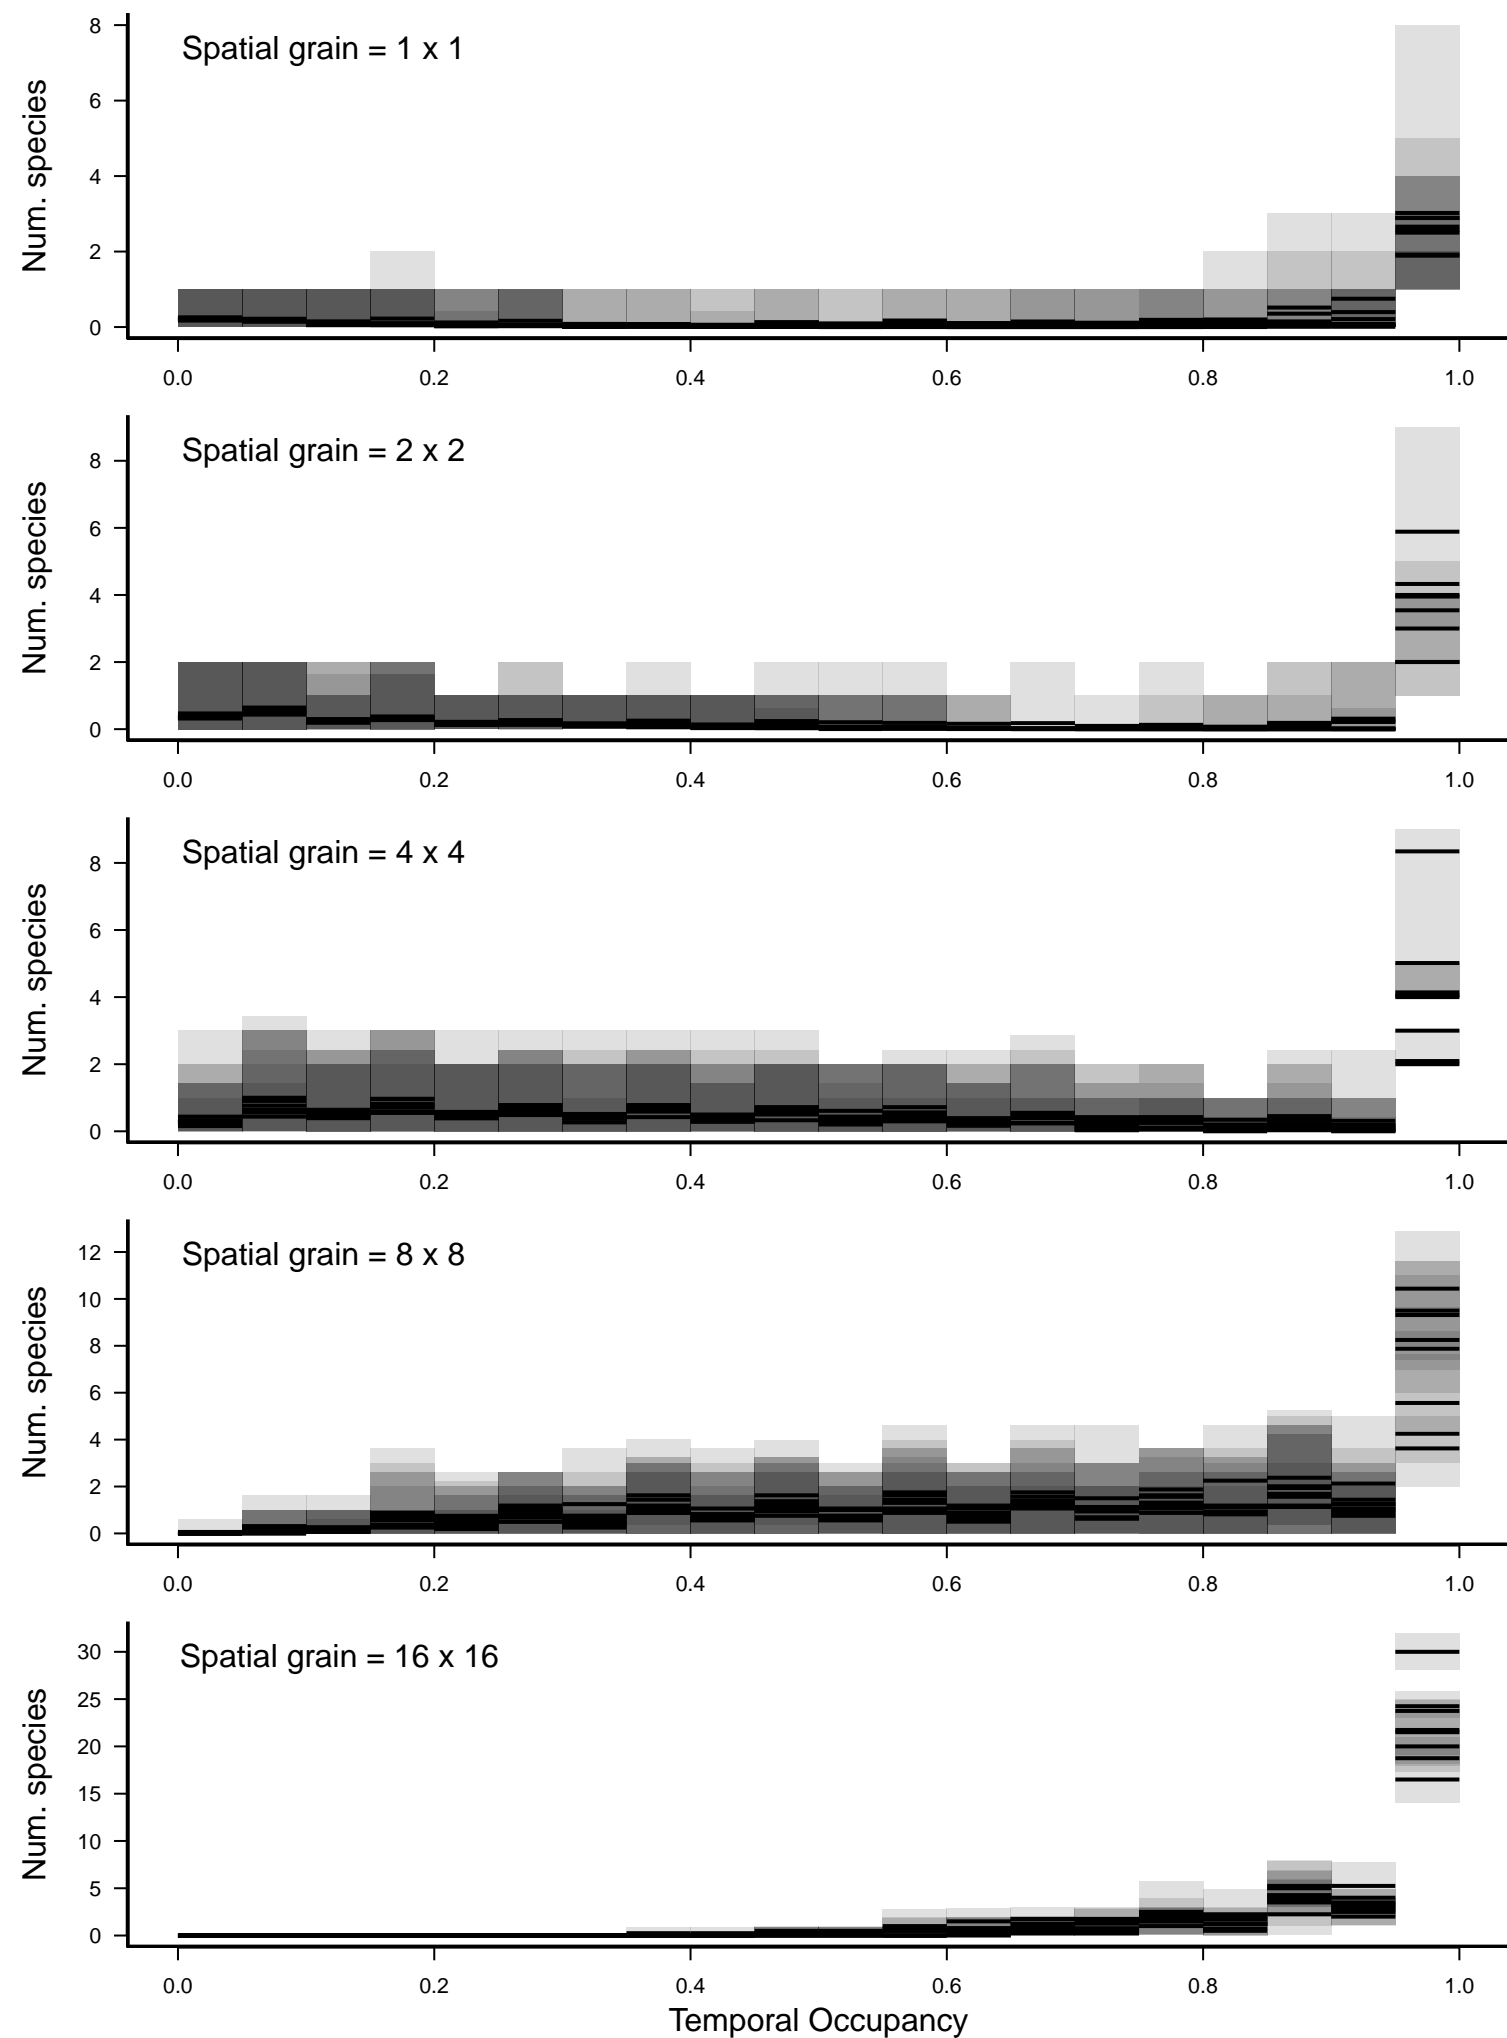 Spatial grain = 1 x 1
Num. species
8
6
4
2
0
0.0 0.2 0.4 0.6 0.8 1.0
Spatial grain = 2 x 2
Num. species
8
6
4
2
0
0.0 0.2 0.4 0.6 0.8 1.0
Spatial grain = 4 x 4
Num. species
8
6
4
2
0
0.0 0.2 0.4 0.6 0.8 1.0
Spatial grain = 8 x 8
Num. species
12
10
8
6
4
2
0
0.0 0.2 0.4 0.6 0.8 1.0
Spatial grain = 16 x 16
Num. species
30
25
20
15
10
5
0
0.0 0.2 0.4 0.6 0.8 1.0
Temporal Occupancy